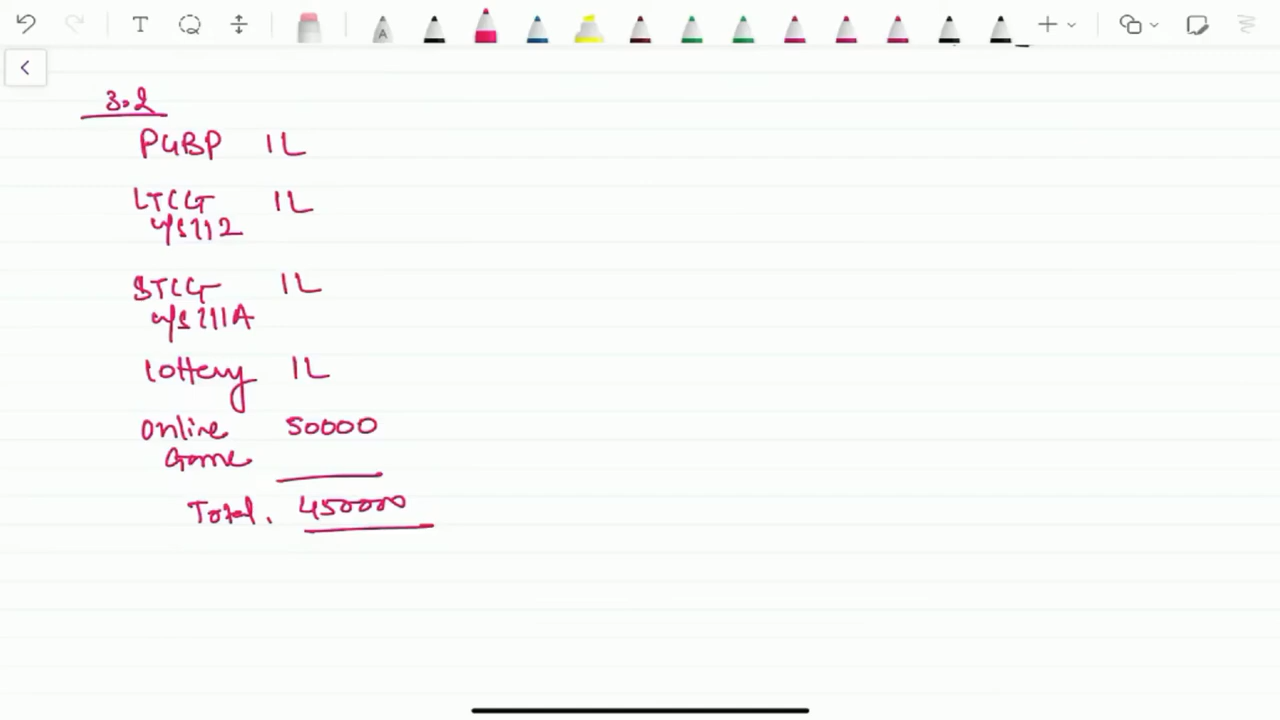 3.2
PGBP 1L
LTCG 1L
u/s 112
STCG 1L
u/s 111A
lottery 1L
Online 50000
Game
Total. 450000